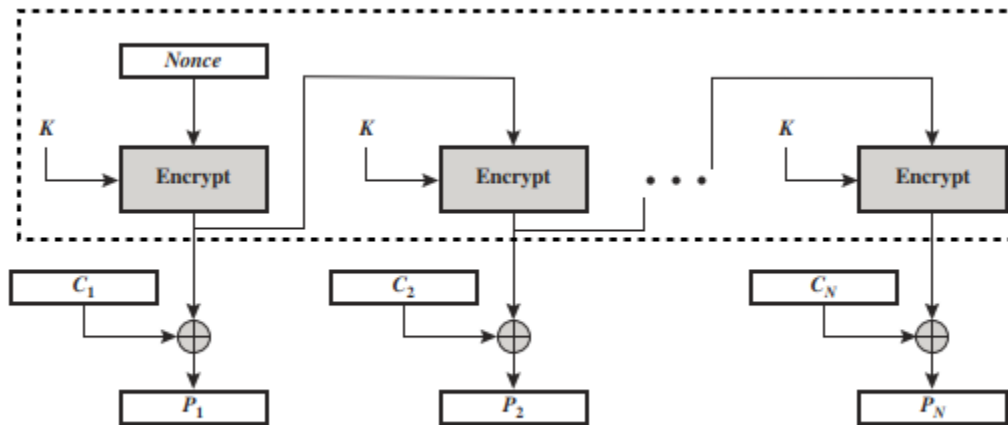 Nonce
K K K
Encrypt Encrypt • • • Encrypt
C1 C2 CN
P1 P2 PN